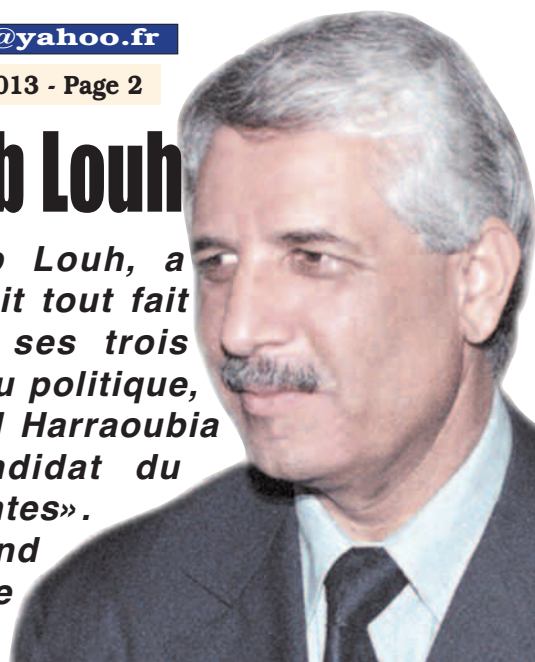 @yahoo.fr
013 - Page 2
b Louh
Louh, a
it tout fait
ses trois
u politique,
Harraoubia
ndidat du
ntes».
nd
e